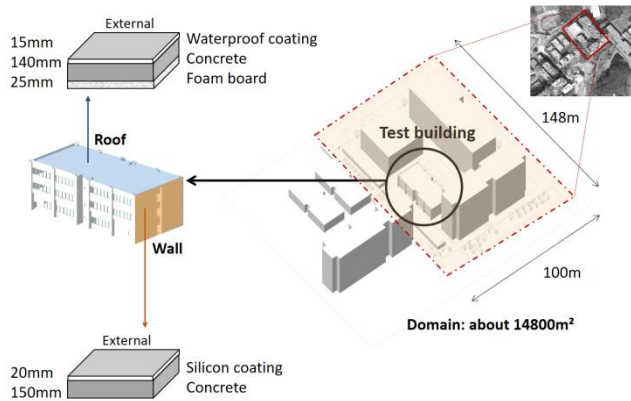 External
15mm Waterproof coating
140mm Concrete
25mm Foam board
Roof
Wall
External
20mm Silicon coating
150mm Concrete
Test building
148m
100m
Domain: about 14800m²